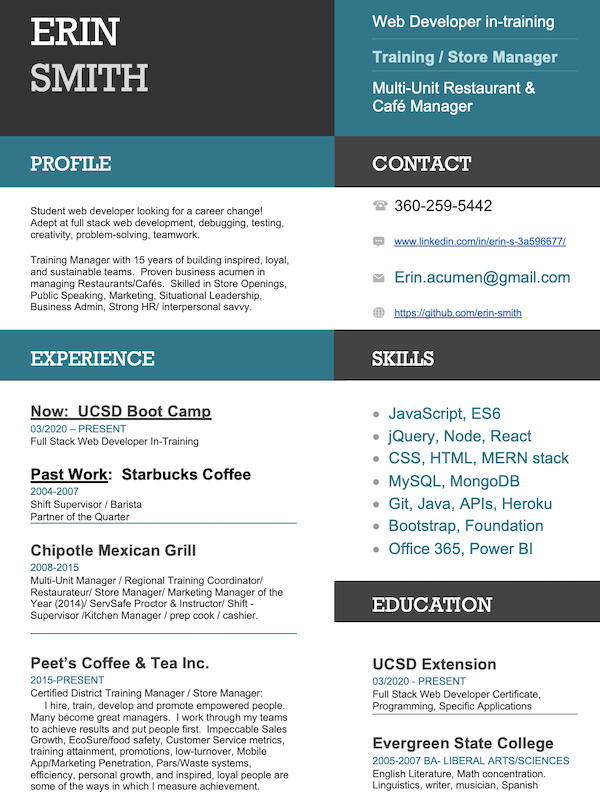 ERIN
SMITH
Web Developer in-training
Training / Store Manager
Multi-Unit Restaurant &
Café Manager
PROFILE
Student web developer looking for a career change!
Adept at full stack web development, debugging, testing,
creativity, problem-solving, teamwork.
Training Manager with 15 years of building inspired, loyal,
and sustainable teams.  Proven business acumen in
managing Restaurants/Cafés.  Skilled in Store Openings,
Public Speaking, Marketing, Situational Leadership,
Business Admin, Strong HR/ interpersonal savvy.
CONTACT
360-259-5442
www.linkedin.com/in/erin-s-3a596677/
Erin.acumen@gmail.com
https://github.com/erin-smith
EXPERIENCE
Now:  UCSD Boot Camp
03/2020 – PRESENT
Full Stack Web Developer In-Training
Past Work:  Starbucks Coffee
2004-2007
Shift Supervisor / Barista
Partner of the Quarter
Chipotle Mexican Grill
2008-2015
Multi-Unit Manager / Regional Training Coordinator/
Restaurateur/ Store Manager/ Marketing Manager of the
Year (2014)/ ServSafe Proctor & Instructor/ Shift -
Supervisor /Kitchen Manager / prep cook / cashier.
Peet’s Coffee & Tea Inc.
2015-PRESENT
Certified District Training Manager / Store Manager:
I hire, train, develop and promote empowered people.
Many become great managers.  I work through my teams
to achieve results and put people first.  Impeccable Sales
Growth, EcoSure/food safety, Customer Service metrics,
training attainment, promotions, low-turnover, Mobile
App/Marketing Penetration, Pars/Waste systems,
efficiency, personal growth, and inspired, loyal people are
some of the ways in which I measure achievement.
SKILLS
• JavaScript, ES6
• jQuery, Node, React
• CSS, HTML, MERN stack
• MySQL, MongoDB
• Git, Java, APIs, Heroku
• Bootstrap, Foundation
• Office 365, Power BI
EDUCATION
UCSD Extension
03/2020 - PRESENT
Full Stack Web Developer Certificate,
Programming, Specific Applications
Evergreen State College
2005-2007 BA- LIBERAL ARTS/SCIENCES
English Literature, Math concentration.
Linguistics, writer, musician, Spanish